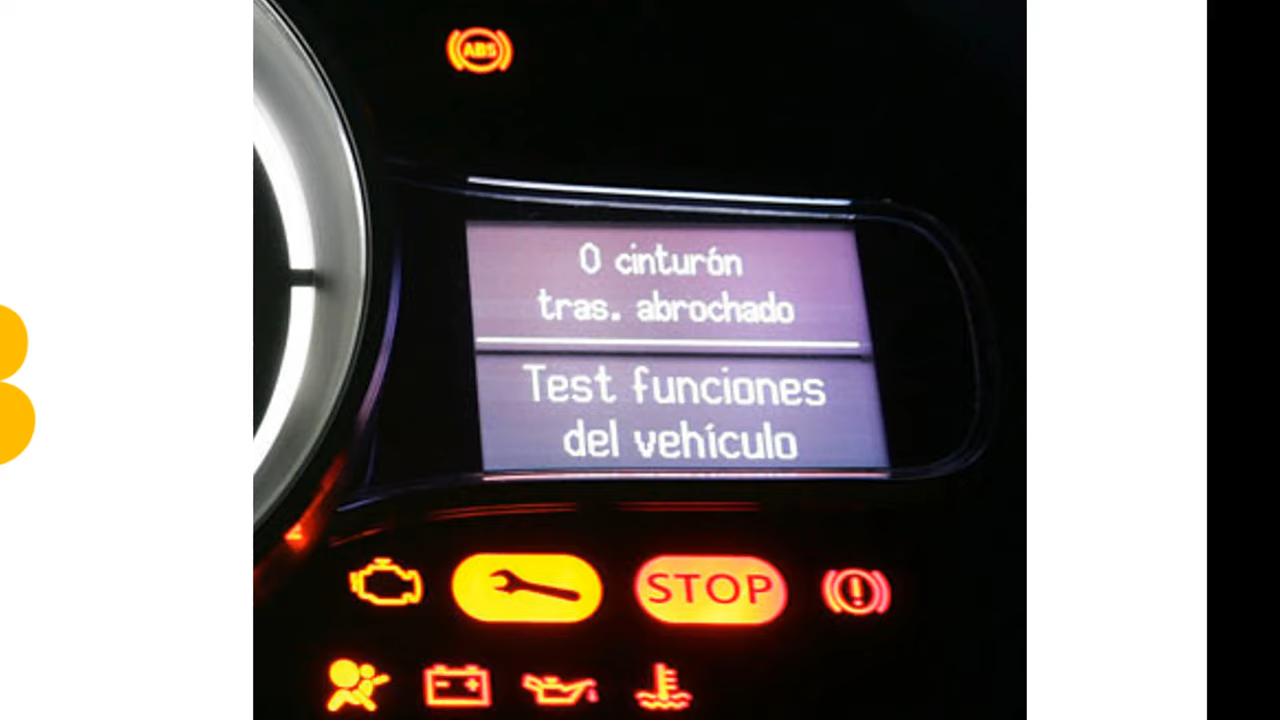 ABS
0 cinturón
tras. abrochado
Test funciones
del vehículo
STOP